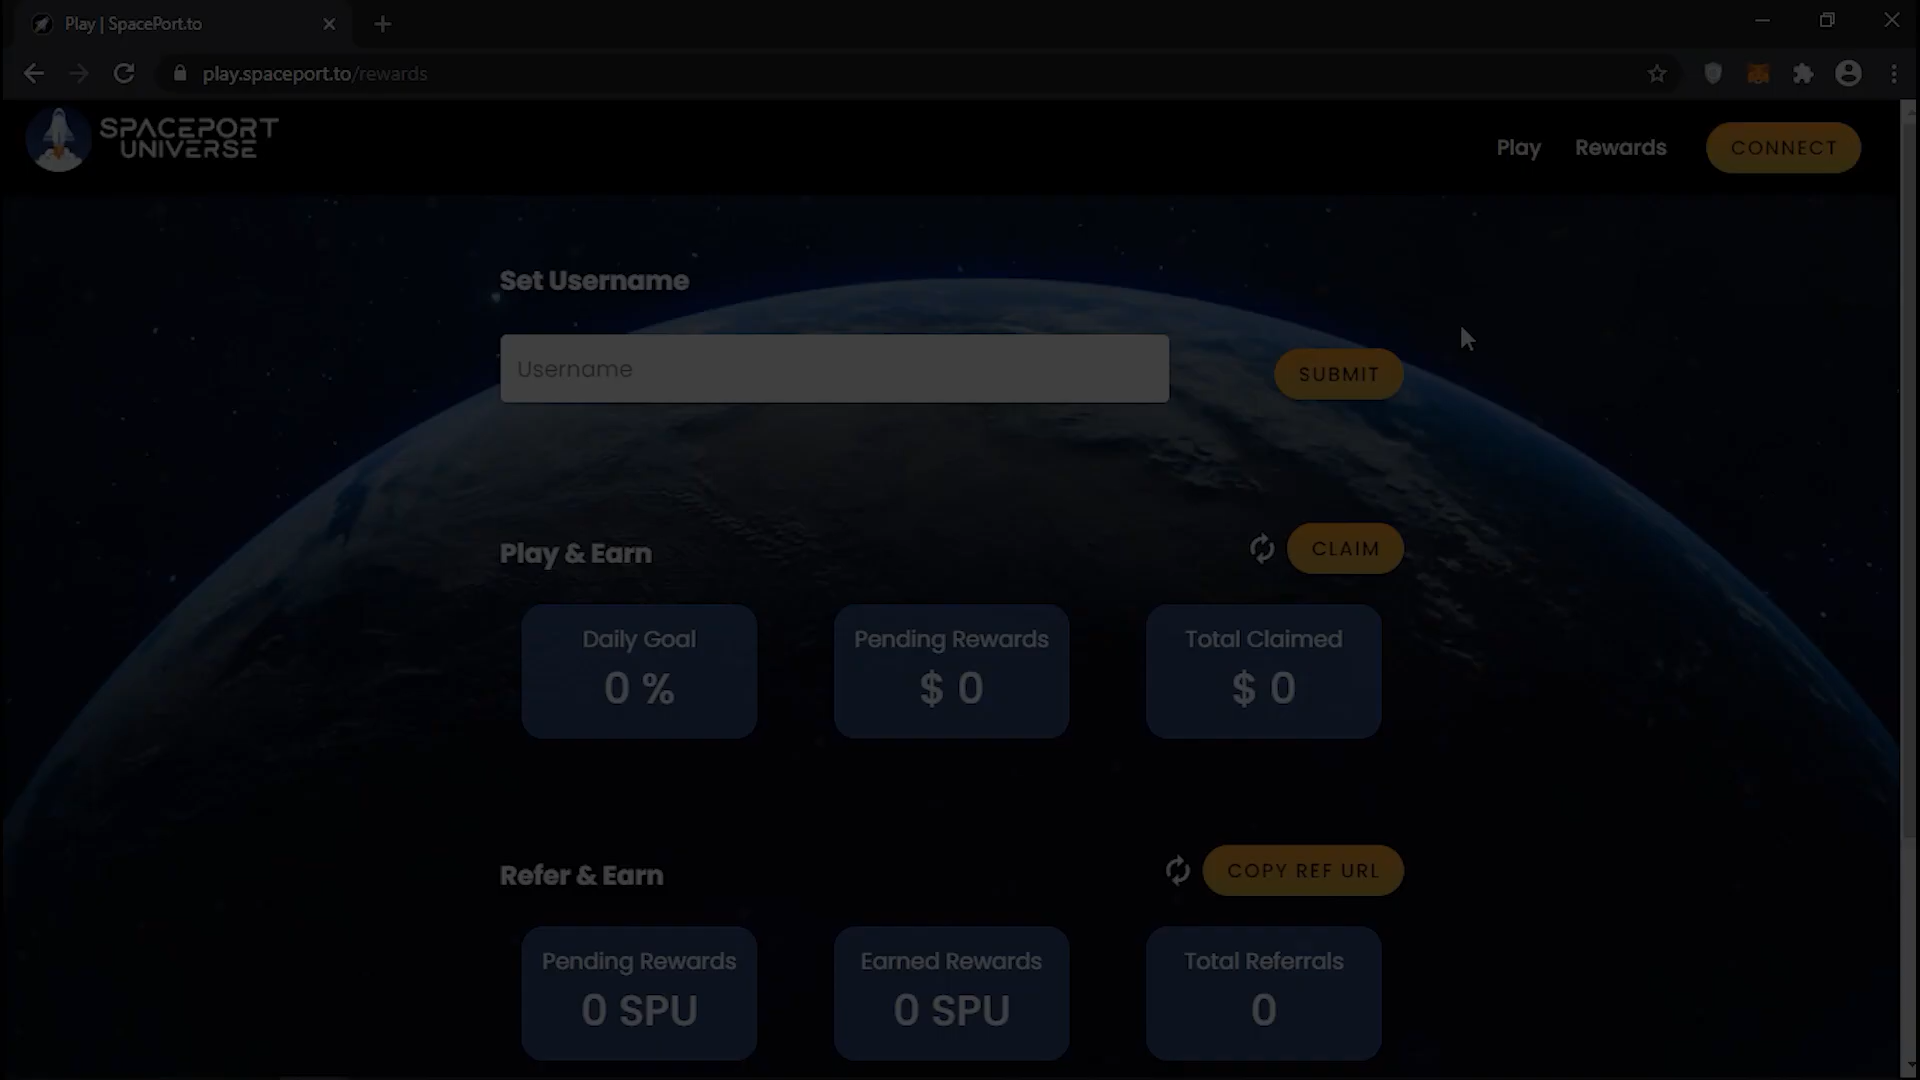 Play | SpacePort.to
play.spaceport.to/rewards
SPACEPORT
UNIVERSE
Play
Rewards
CONNECT
Set Username
Username
SUBMIT
Play & Earn
CLAIM
Daily Goal
0 %
Pending Rewards
$ 0
Total Claimed
$ 0
Refer & Earn
COPY REF URL
Pending Rewards
0 SPU
Earned Rewards
0 SPU
Total Referrals
0